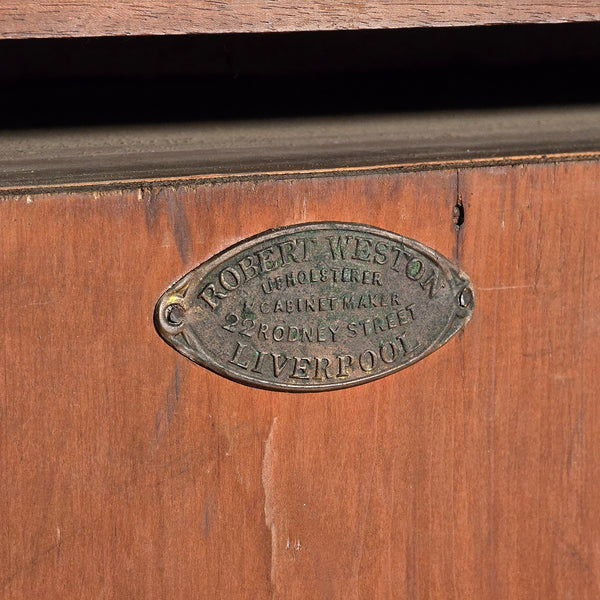 ROBERT WESTON
UPHOLSTERER
& CABINET MAKER
22 RODNEY STREET
LIVERPOOL